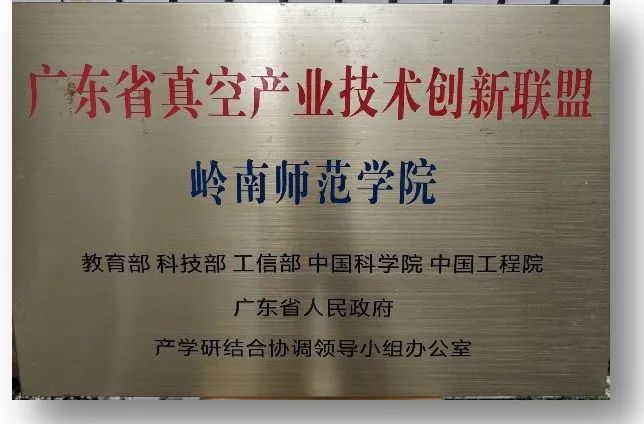 广东省真空产业技术创新联盟
岭南师范学院
教育部 科技部 工信部 中国科学院 中国工程院
广东省人民政府
产学研结合协调领导小组办公室